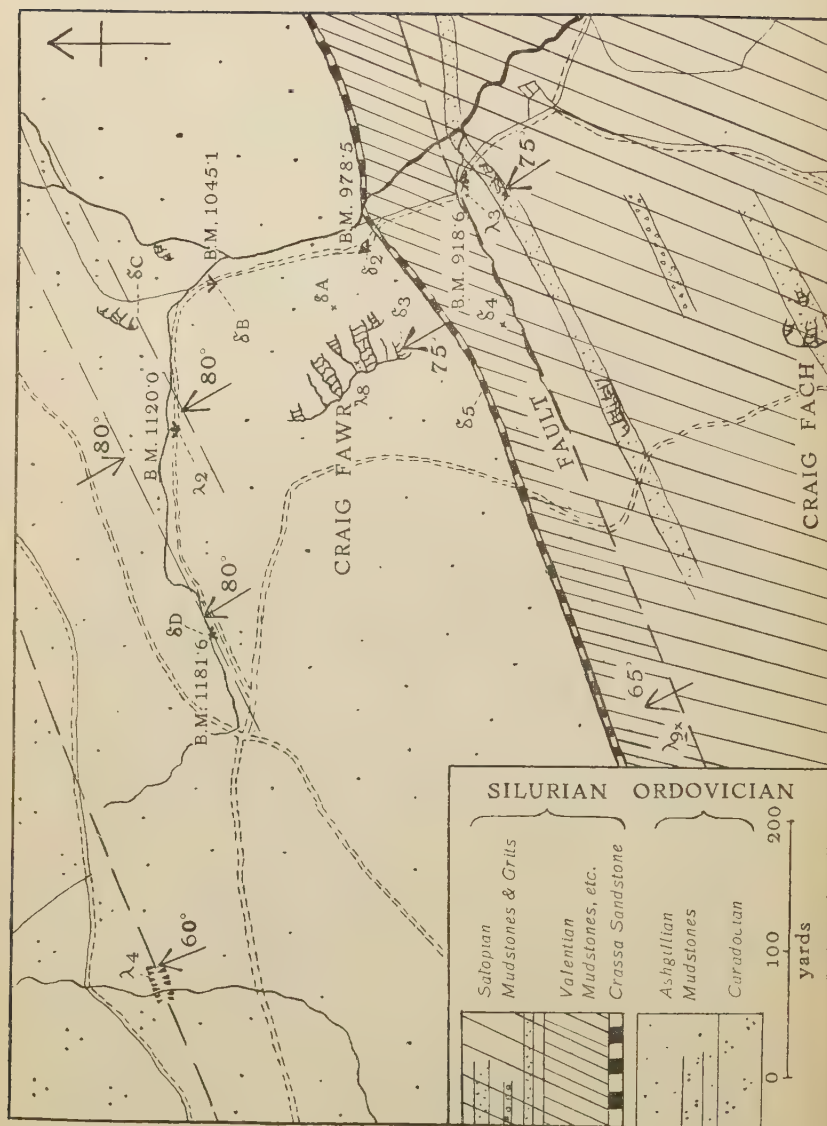 B.M. 1045·1
δC
B.M. 978·5
B.M. 1120·0
80°
80°
δB
δA
δ2
B.M. 918·6
75°
λ3
λ2
δ3
λ8
75
δ4
δ5
CRAIG FAWR
FAULT
δD
80°
B.M. 1181·6
CRAIG FACH
65°
λ9x
λ4
60°
SILURIAN ORDOVICIAN
Salopian
Mudstones & Grits
Valentian
Mudstones, etc.
Crassa Sandstone
Ashgillian
Mudstones
Caradocian
0 100 200
yards